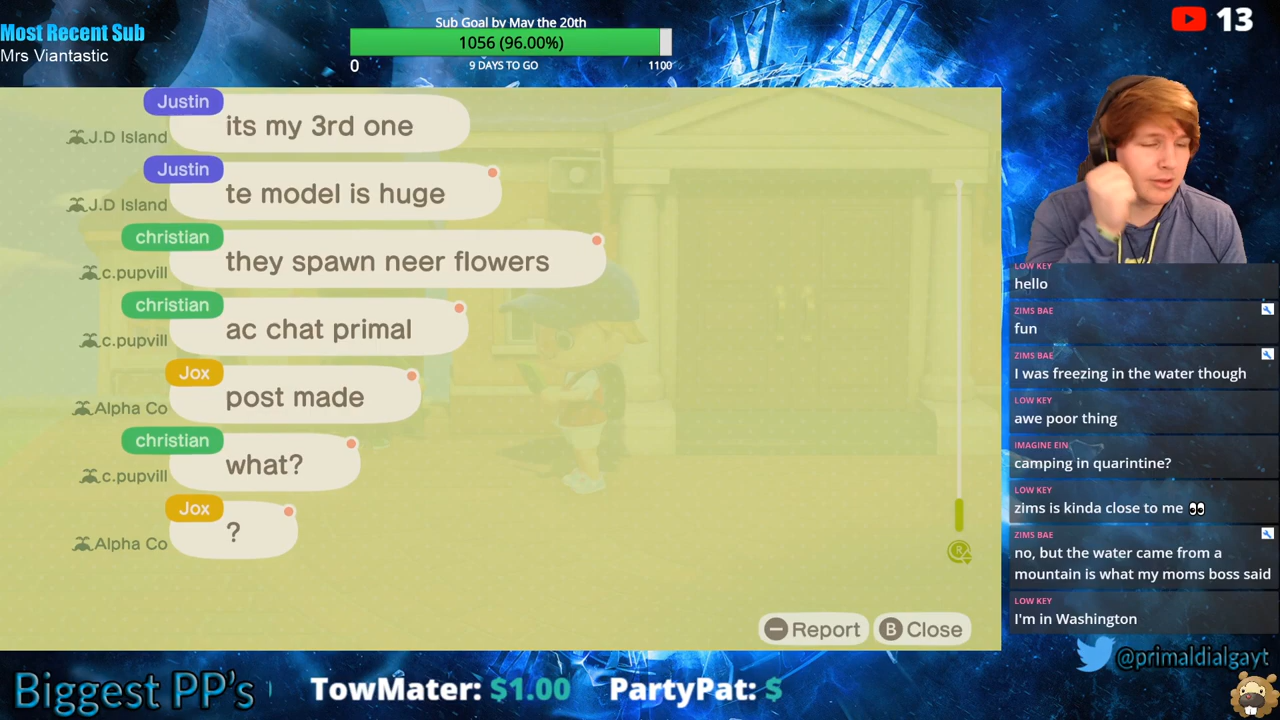 Most Recent Sub
Mrs Viantastic
Sub Goal by May the 20th
1056 (96.00%)
0
9 DAYS TO GO
1100
13
Justin
J.D Island
its my 3rd one
Justin
J.D Island
te model is huge
christian
c.pupvill
they spawn neer flowers
christian
c.pupvill
ac chat primal
Jox
Alpha Co
post made
christian
c.pupvill
what?
Jox
Alpha Co
?
R
Report
B Close
LOW KEY
hello
ZIMS BAE
fun
ZIMS BAE
I was freezing in the water though
LOW KEY
awe poor thing
IMAGINE EIN
camping in quarintine?
LOW KEY
zims is kinda close to me 👀
ZIMS BAE
no, but the water came from a
mountain is what my moms boss said
LOW KEY
I'm in Washington
@primaldialgayt
Biggest PP's
TowMater: $1.00 PartyPat: $